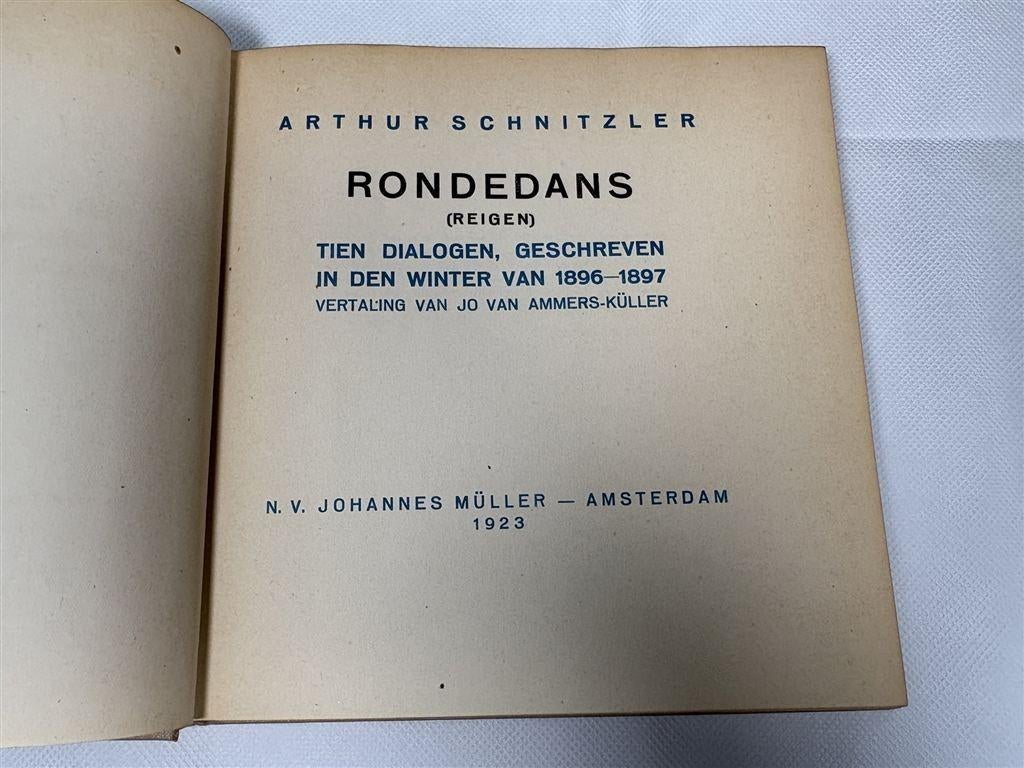 ARTHUR SCHNITZLER
RONDEDANS
(REIGEN)
TIEN DIALOGEN, GESCHREVEN
IN DEN WINTER VAN 1896—1897
VERTALING VAN JO VAN AMMERS-KÜLLER
N. V. JOHANNES MÜLLER — AMSTERDAM
1923